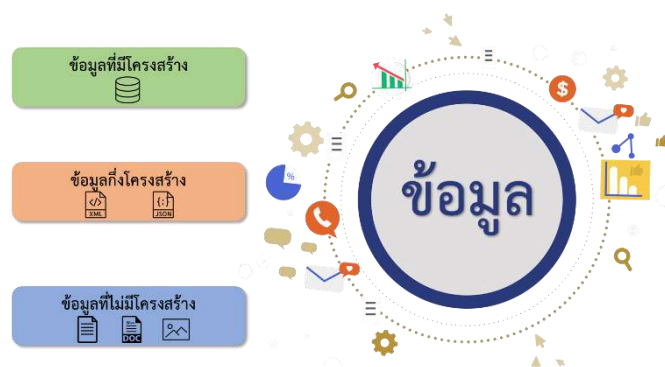 ข้อมูลที่มีโครงสร้าง
ข้อมูลกึ่งโครงสร้าง
XML JSON
ข้อมูลที่ไม่มีโครงสร้าง
DOC
ข้อมูล
$
%